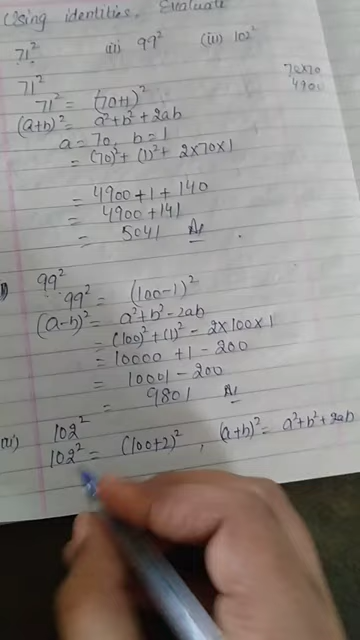 Using identities, Evaluate
71² (ii) 99² (iii) 102²
71²
71² = (70+1)²
(a+b)² = a²+b²+2ab
a = 70, b = 1
= (70)² + (1)² + 2×70×1
= 4900 + 1 + 140
= 4900 + 141
= 5041 Ans
70×70
4900
99²
99² = (100-1)²
(a-b)² = a²+b²-2ab
= (100)² + (1)² - 2×100×1
= 10000 + 1 - 200
= 10001 - 200
= 9801 Ans
(iii) 102²
102² = (100+2)², (a+b)² = a²+b²+2ab